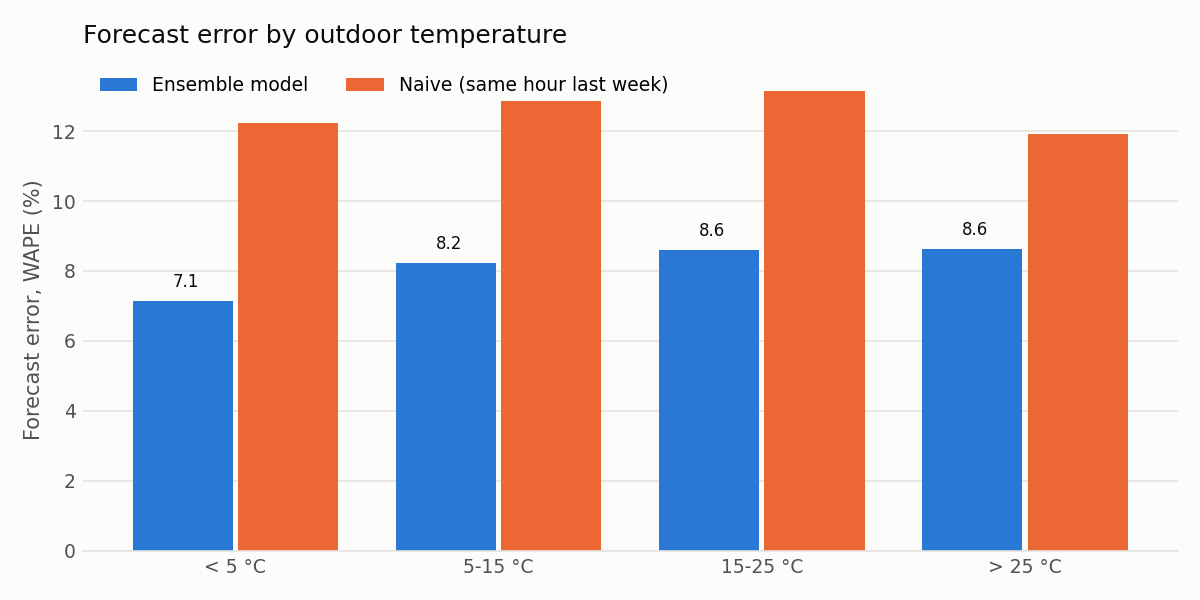 Forecast error by outdoor temperature
Ensemble model
Naive (same hour last week)
Forecast error, WAPE (%)
12
10
8
6
4
2
0
7.1
8.2
8.6
8.6
< 5 °C
5-15 °C
15-25 °C
> 25 °C